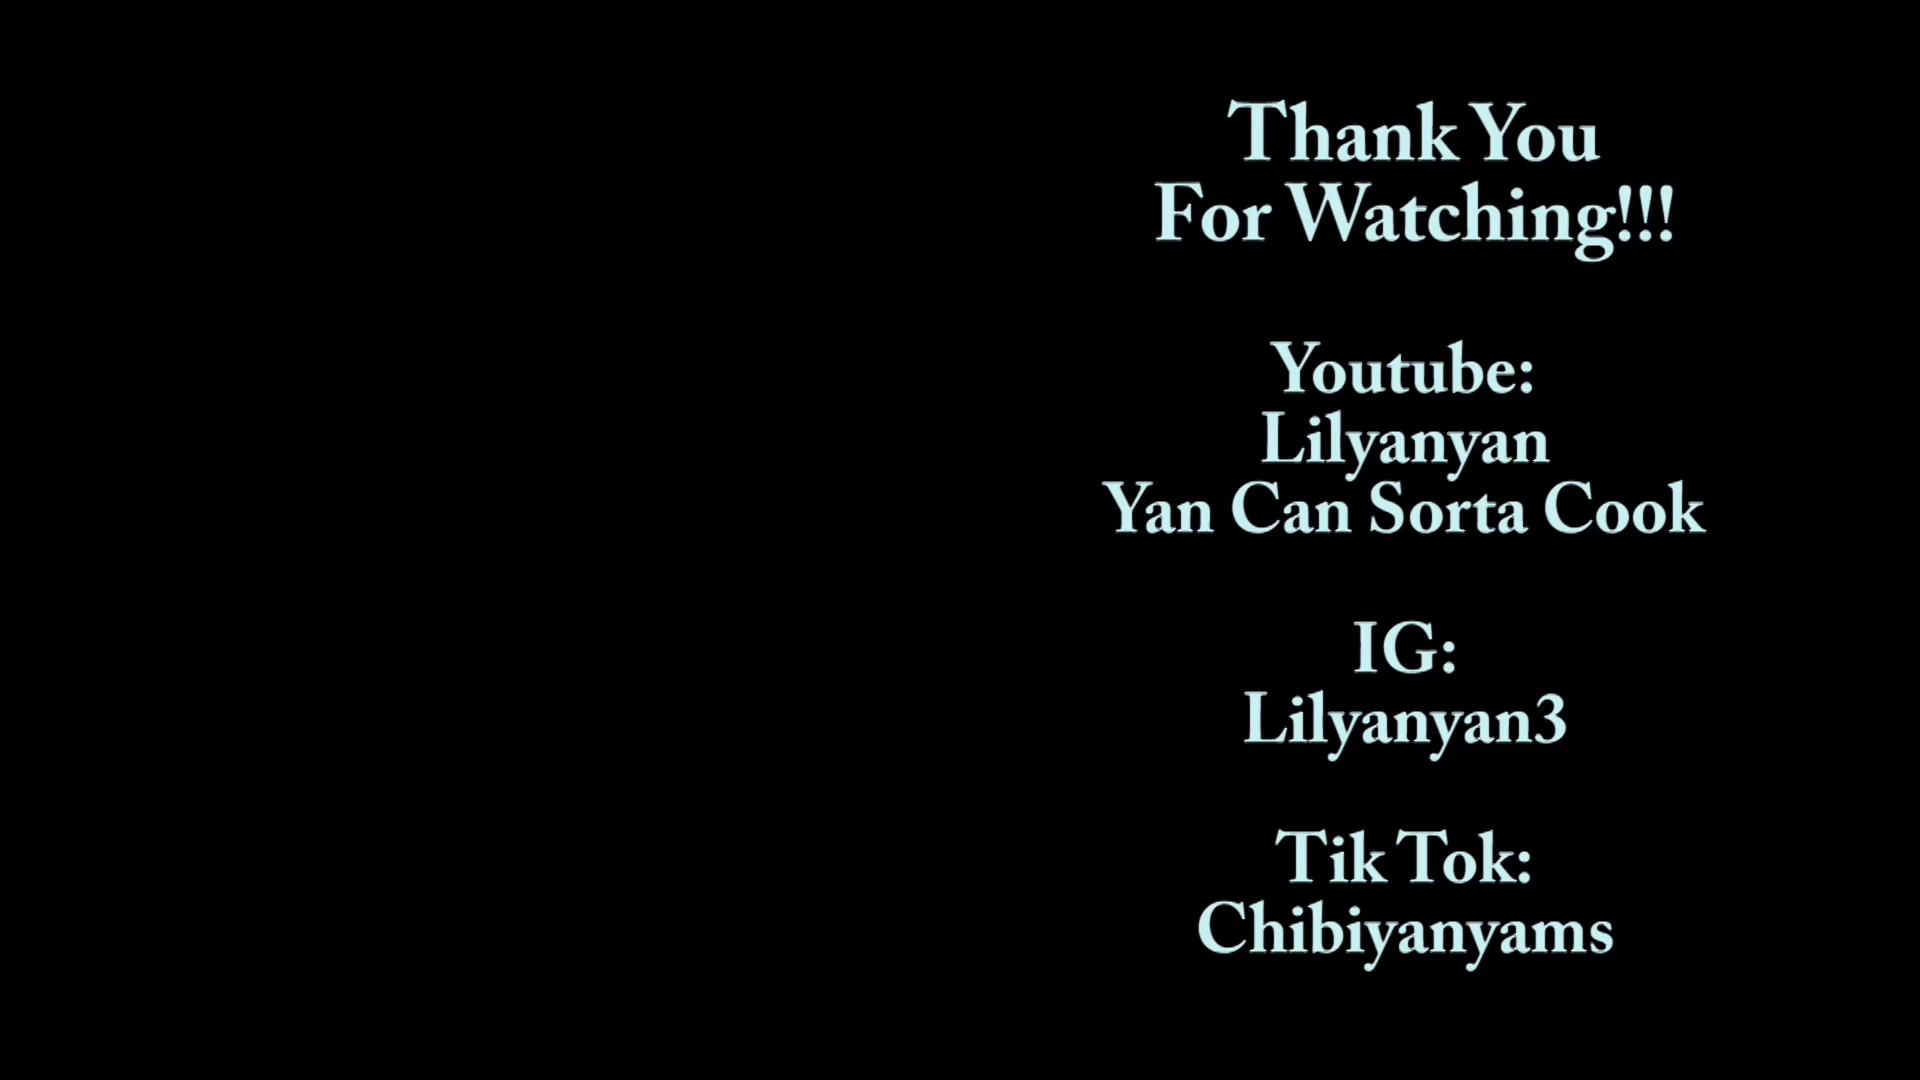 Thank You
For Watching!!!
Youtube:
Lilyanyan
Yan Can Sorta Cook
IG:
Lilyanyan3
Tik Tok:
Chibiyanyams